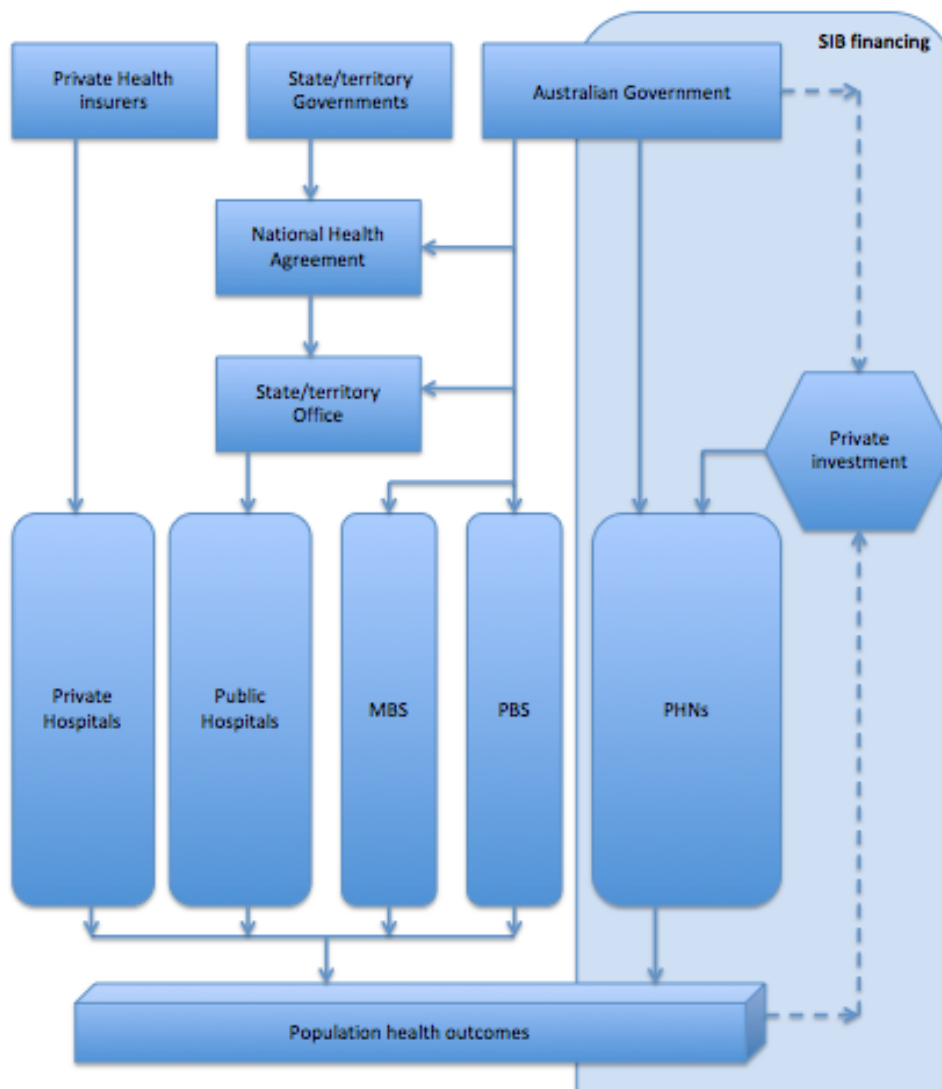 SIB financing
Private Health
insurers
State/territory
Governments
Australian Government
National Health
Agreement
State/territory
Office
Private
investment
Private
Hospitals
Public
Hospitals
MBS
PBS
PHNs
Population health outcomes